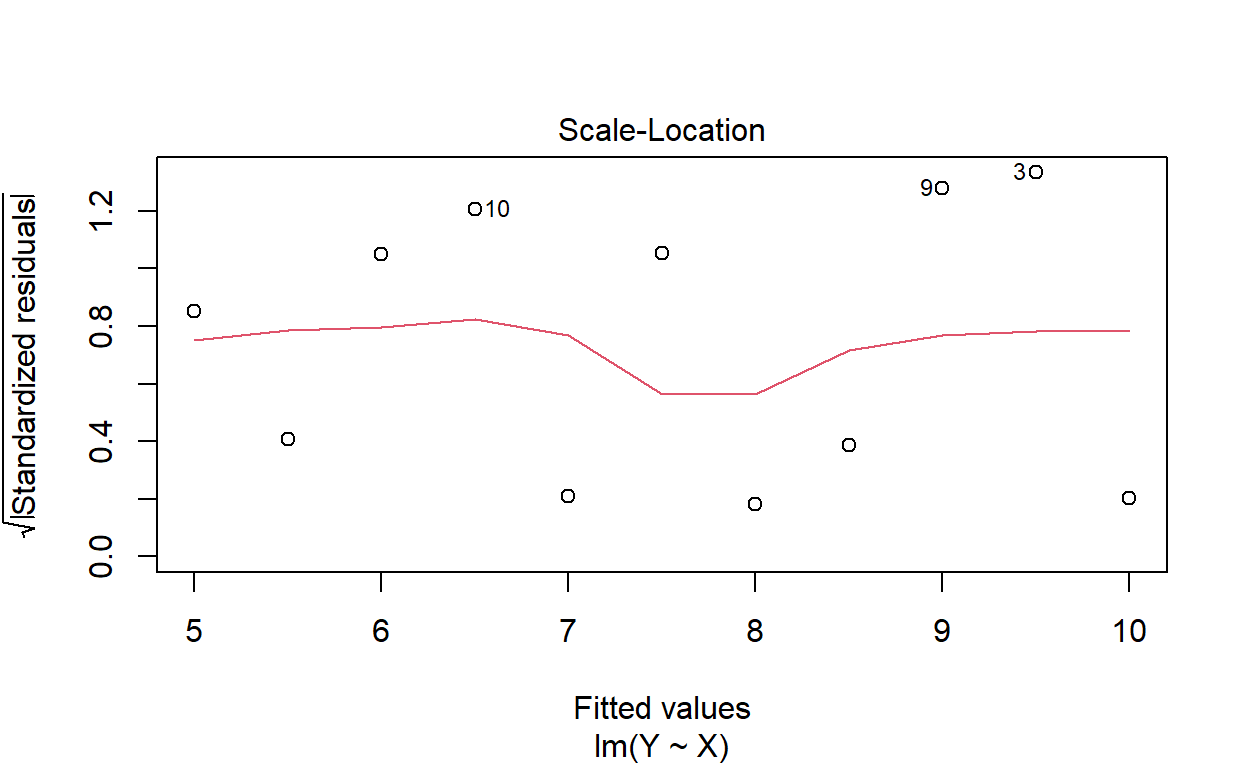 Scale-Location
√|Standardized residuals|
1.2
0.8
0.4
0.0
10
9
3
5 6 7 8 9 10
Fitted values
lm(Y ~ X)